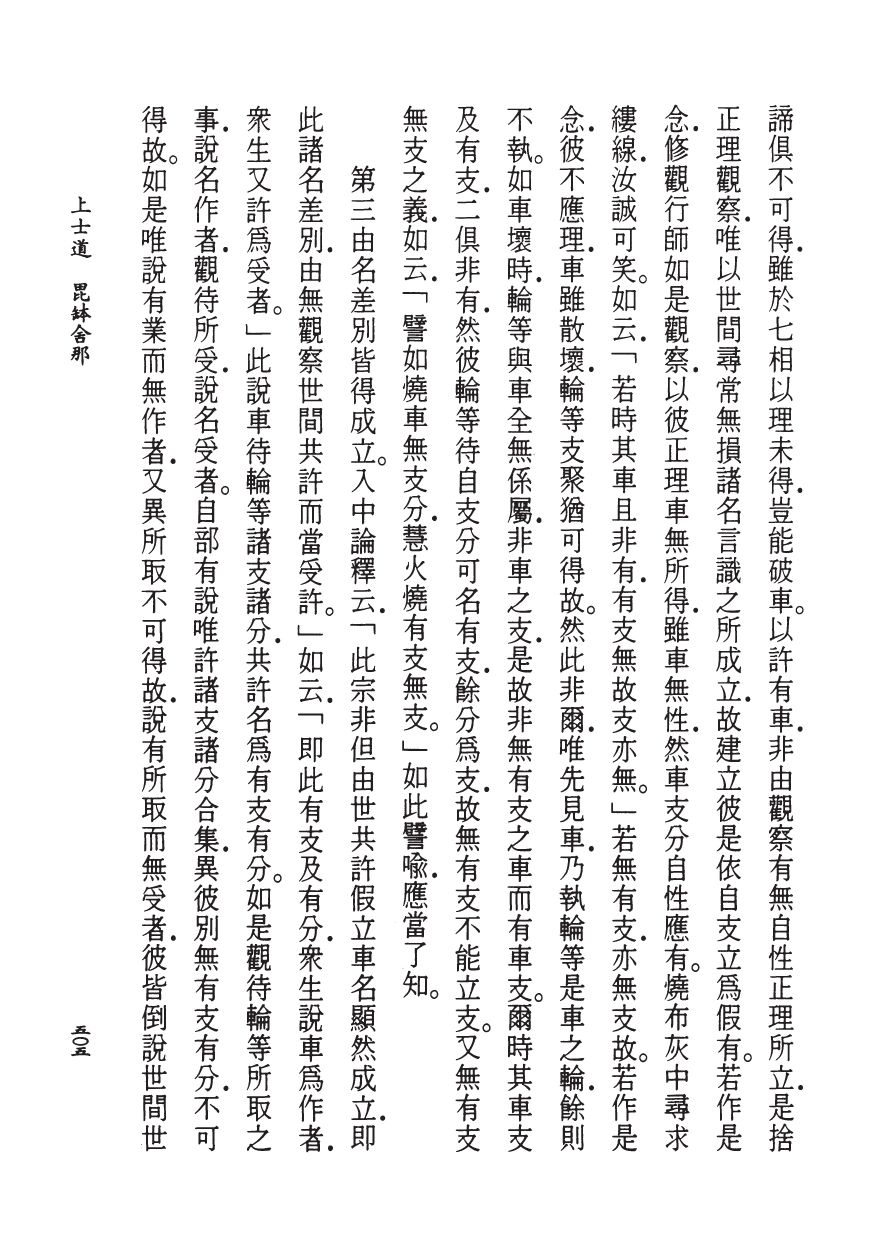 諦俱不可得．雖於七相以理未得．豈能破車。以許有車．非由觀察有無自性正理所立．是捨
正理觀察．唯以世間尋常無損諸名言識之所成立．故建立彼是依自支立爲假有。若作是
念．修觀行師如是觀察．以彼正理車無所得．雖車無性．然車支分自性應有。燒布灰中尋求
縷線．汝誠可笑。如云．「若時其車且非有．有支無故支亦無。」若無有支．亦無支故。若作是
念．彼不應理．車雖散壞．輪等支聚猶可得故。然此非爾．唯先見車．乃執輪等是車之輪．餘則
不執。如車壞時．輪等與車全無係屬．非車之支．是故非無有支之車而有車支。爾時其車支
及有支．二俱非有．然彼輪等待自支分可名有支．餘分爲支．故無有支不能立支。又無有支
無支之義．如云．「譬如燒車無支分．慧火燒有支無支。」如此譬喩．應當了知。
第三由名差別皆得成立。入中論釋云．「此宗非但由世共許假立車名顯然成立．即
此諸名差別．由無觀察世間共許而當受許。」如云．「即此有支及有分．衆生說車爲作者．
衆生又許爲受者。」此說車待輪等諸支諸分．共許名爲有支有分。如是觀待輪等所取之
事．說名作者．觀待所受．說名受者。自部有說唯許諸支諸分合集．異彼別無有支有分．不可
得故。如是唯說有業而無作者．又異所取不可得故．說有所取而無受者．彼皆倒說世間世
上士道　毘鉢舍那
五〇五